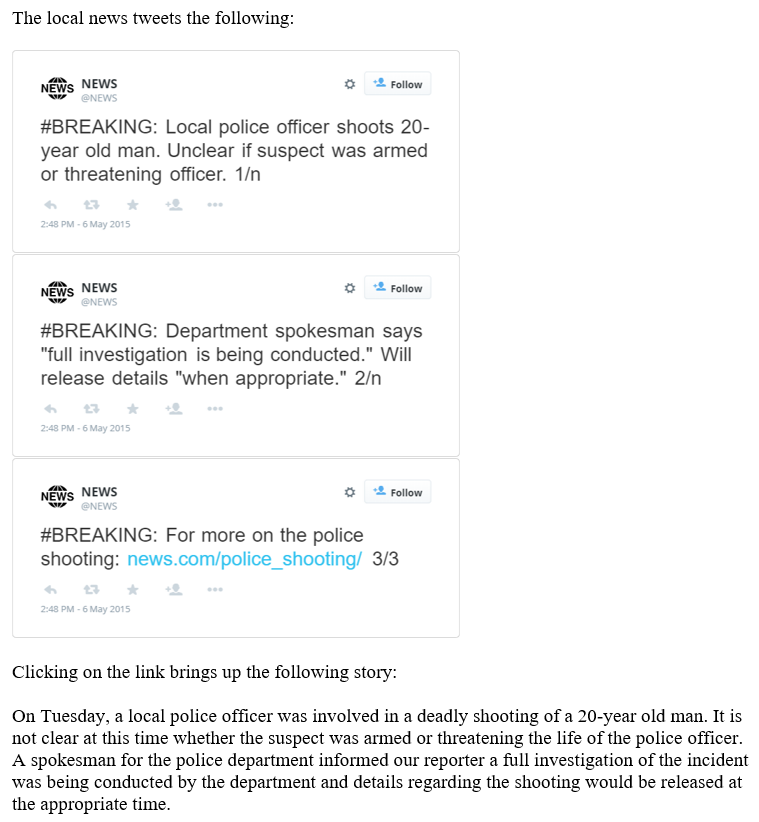 The local news tweets the following:
NEWS NEWS
@NEWS
Follow
#BREAKING: Local police officer shoots 20-
year old man. Unclear if suspect was armed
or threatening officer. 1/n
2:48 PM - 6 May 2015
NEWS NEWS
@NEWS
Follow
#BREAKING: Department spokesman says
"full investigation is being conducted." Will
release details "when appropriate." 2/n
2:48 PM - 6 May 2015
NEWS NEWS
@NEWS
Follow
#BREAKING: For more on the police
shooting: news.com/police_shooting/ 3/3
2:48 PM - 6 May 2015
Clicking on the link brings up the following story:
On Tuesday, a local police officer was involved in a deadly shooting of a 20-year old man. It is
not clear at this time whether the suspect was armed or threatening the life of the police officer.
A spokesman for the police department informed our reporter a full investigation of the incident
was being conducted by the department and details regarding the shooting would be released at
the appropriate time.